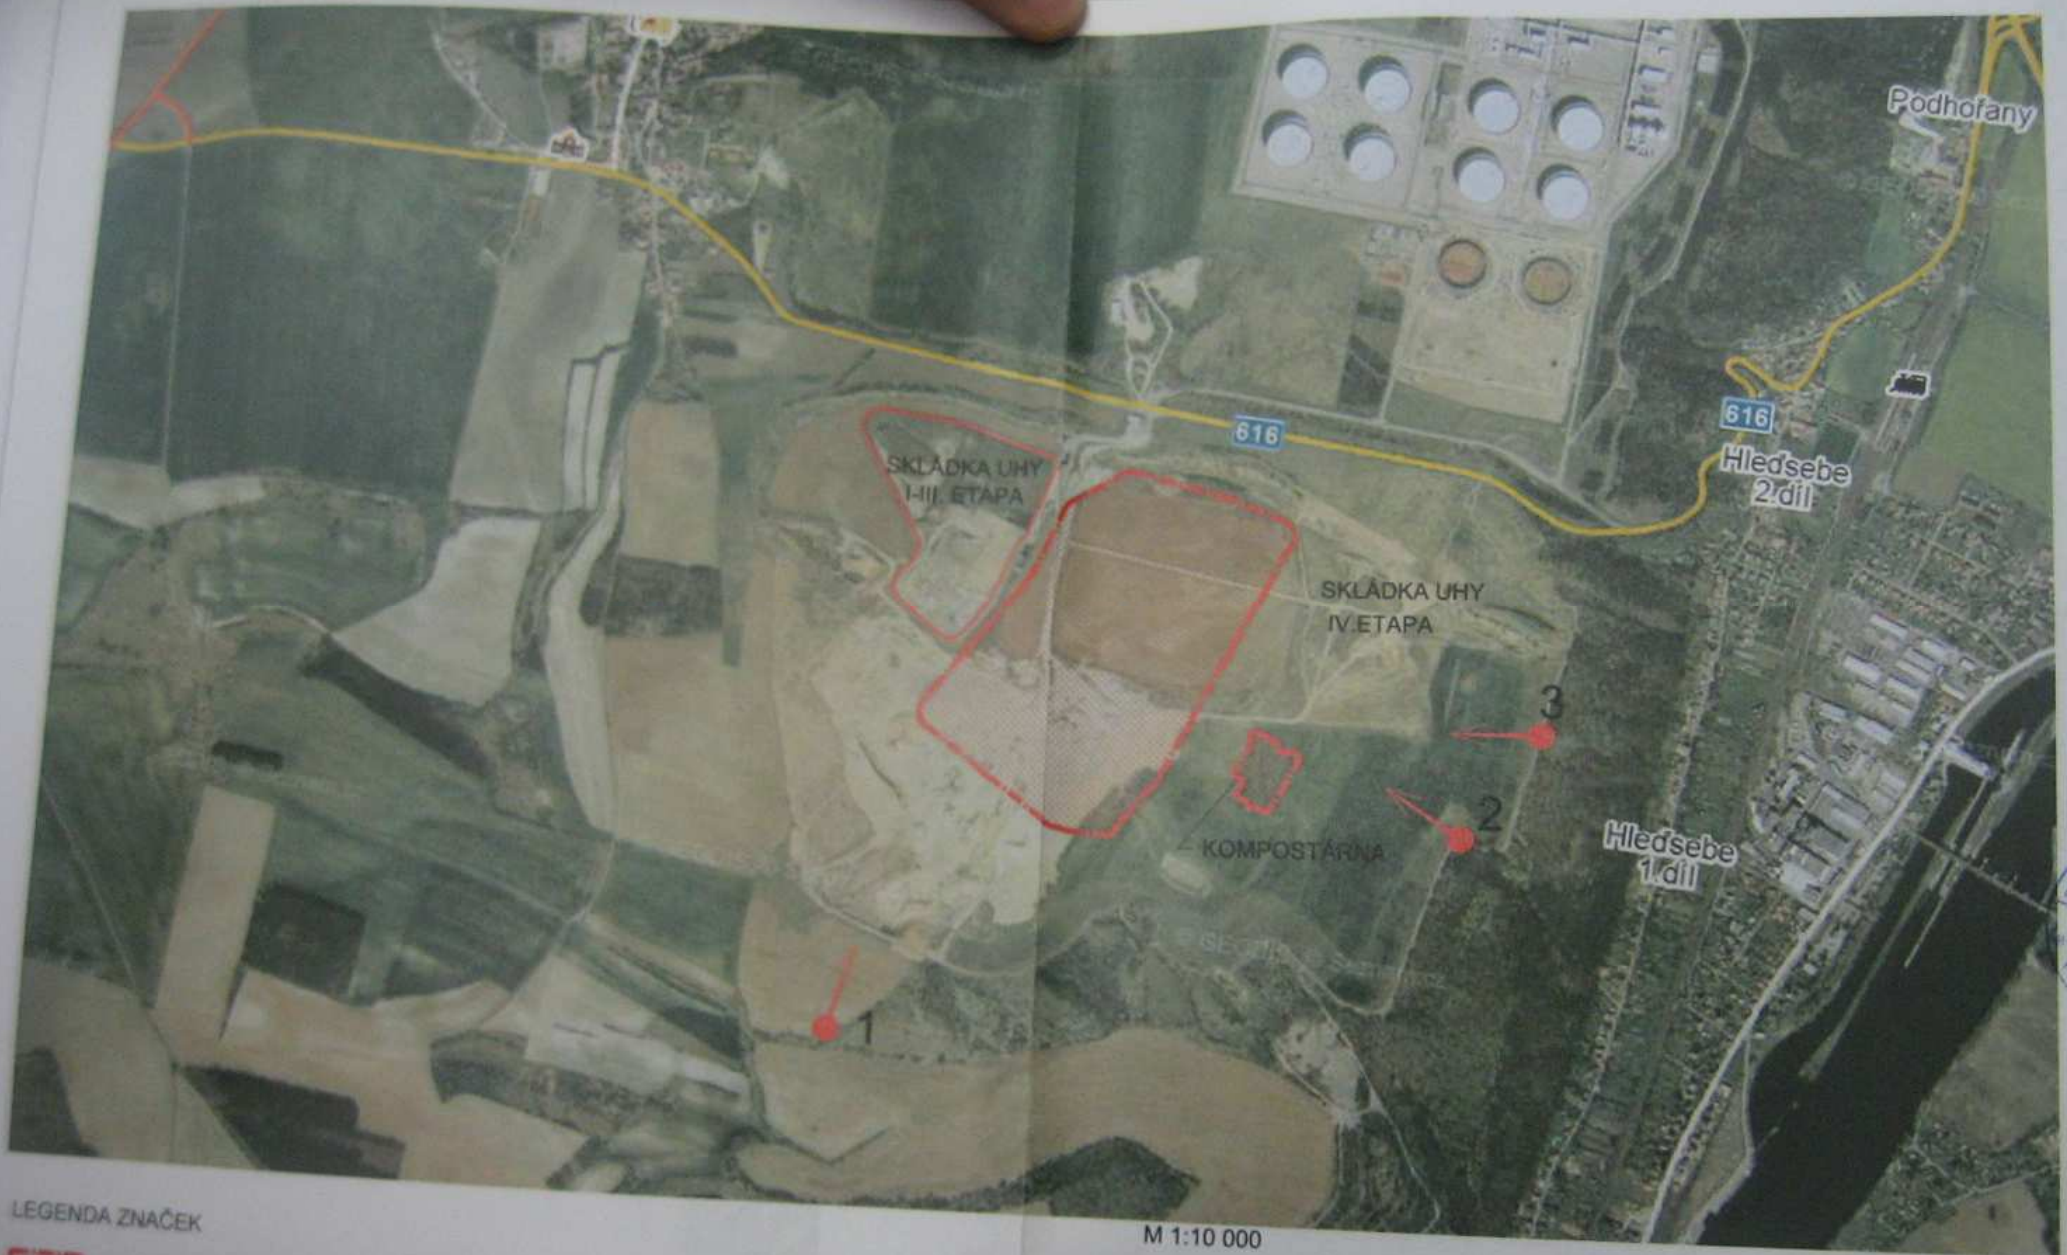 Podhořany
616
616
Hleďsebe
2.díl
SKLÁDKA UHY
I-III. ETAPA
SKLÁDKA UHY
IV.ETAPA
3
2
KOMPOSTÁRNA
Hleďsebe
1.díl
1
LEGENDA ZNAČEK
M 1:10 000